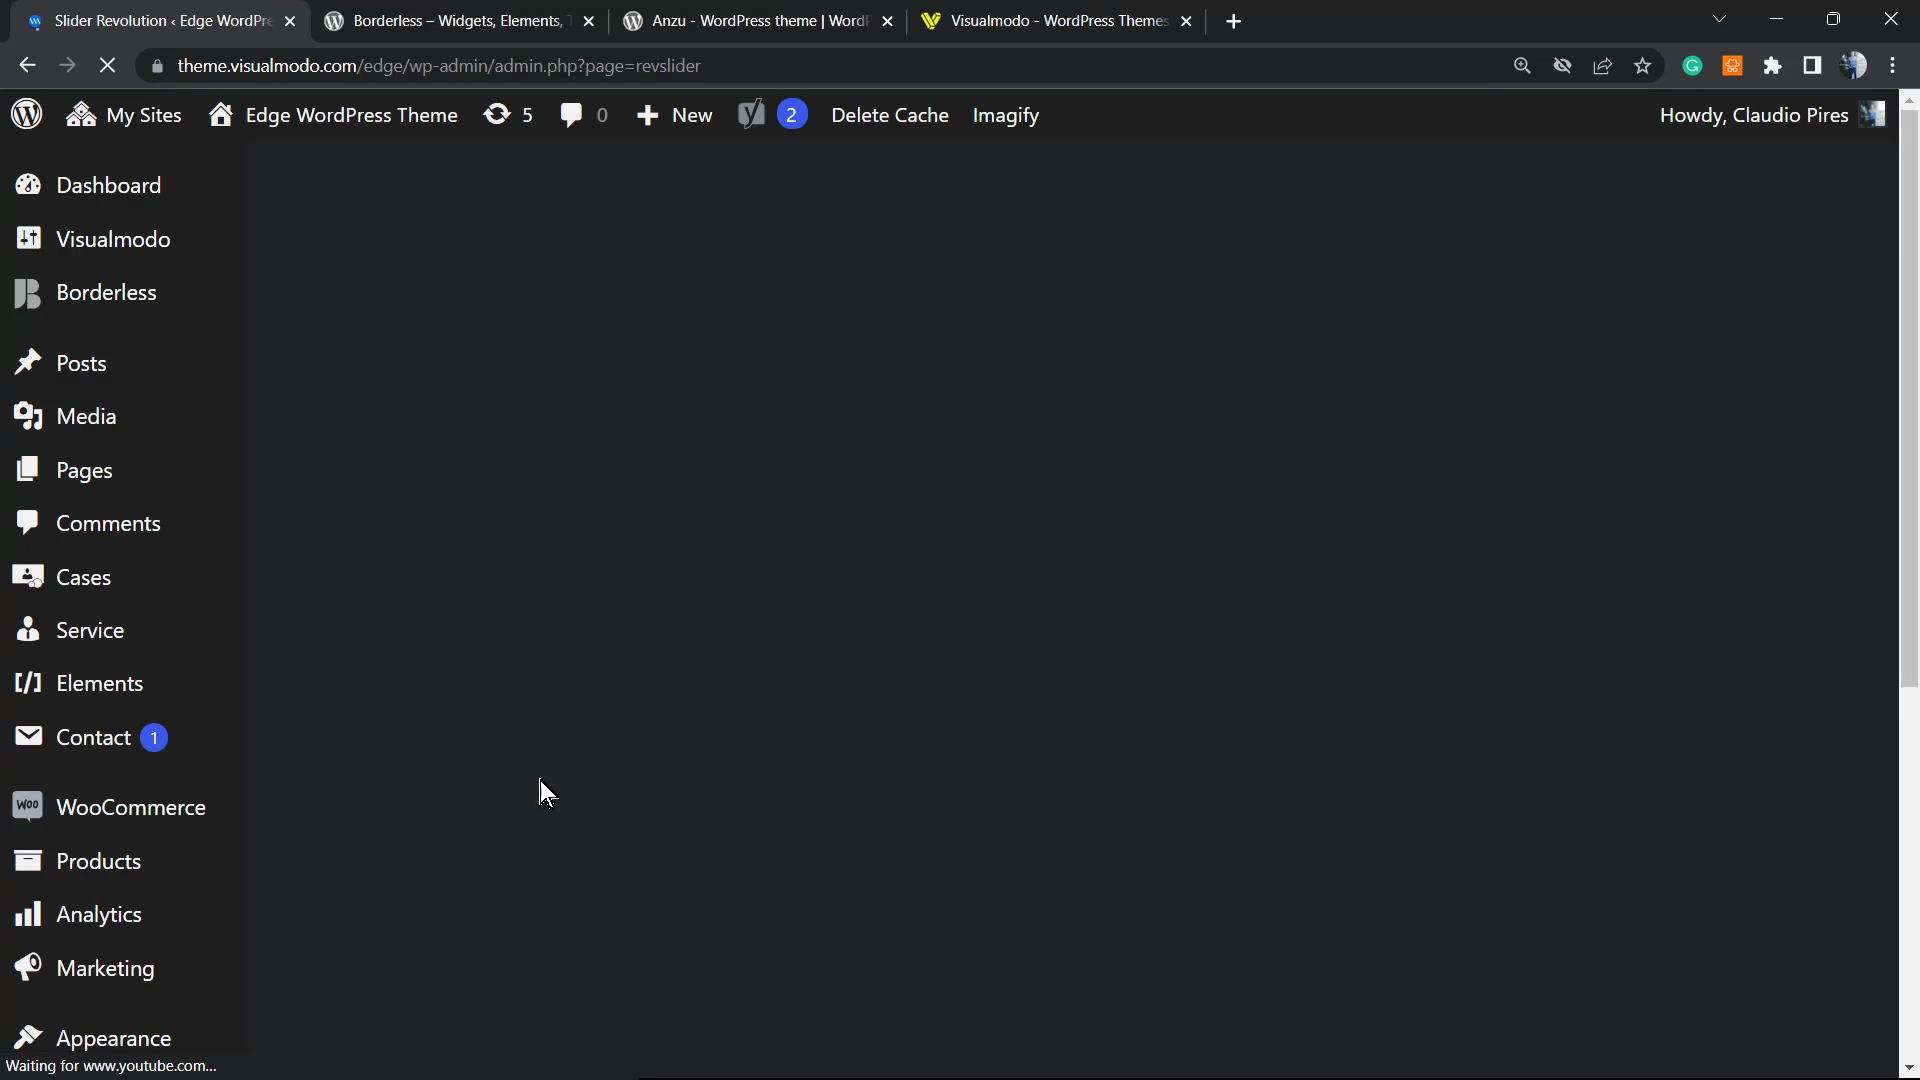 Slider Revolution ‹ Edge WordPre
Borderless – Widgets, Elements, T
Anzu - WordPress theme | WordP
Visualmodo - WordPress Themes
theme.visualmodo.com/edge/wp-admin/admin.php?page=revslider
My Sites
Edge WordPress Theme
5
0
New
2
Delete Cache
Imagify
Howdy, Claudio Pires
Dashboard
Visualmodo
Borderless
Posts
Media
Pages
Comments
Cases
Service
Elements
Contact 1
Woo WooCommerce
Products
Analytics
Marketing
Appearance
Waiting for www.youtube.com...